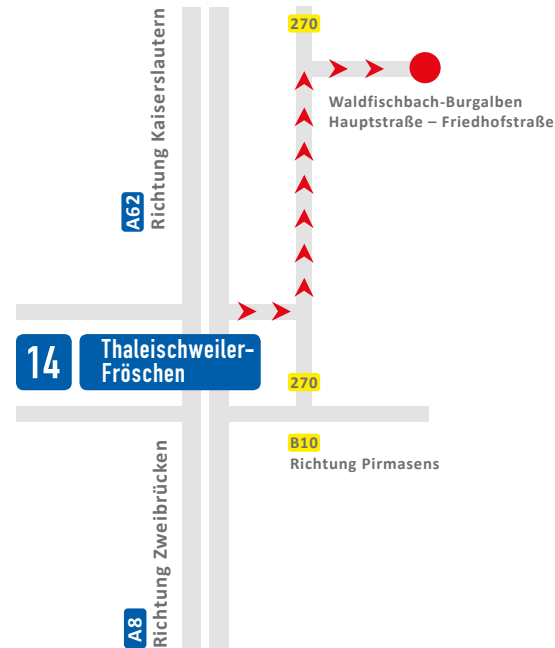 270
Richtung Kaiserslautern
A62
Waldfischbach-Burgalben
Hauptstraße – Friedhofstraße
14
Thaleischweiler-
Fröschen
270
B10
Richtung Pirmasens
Richtung Zweibrücken
A8